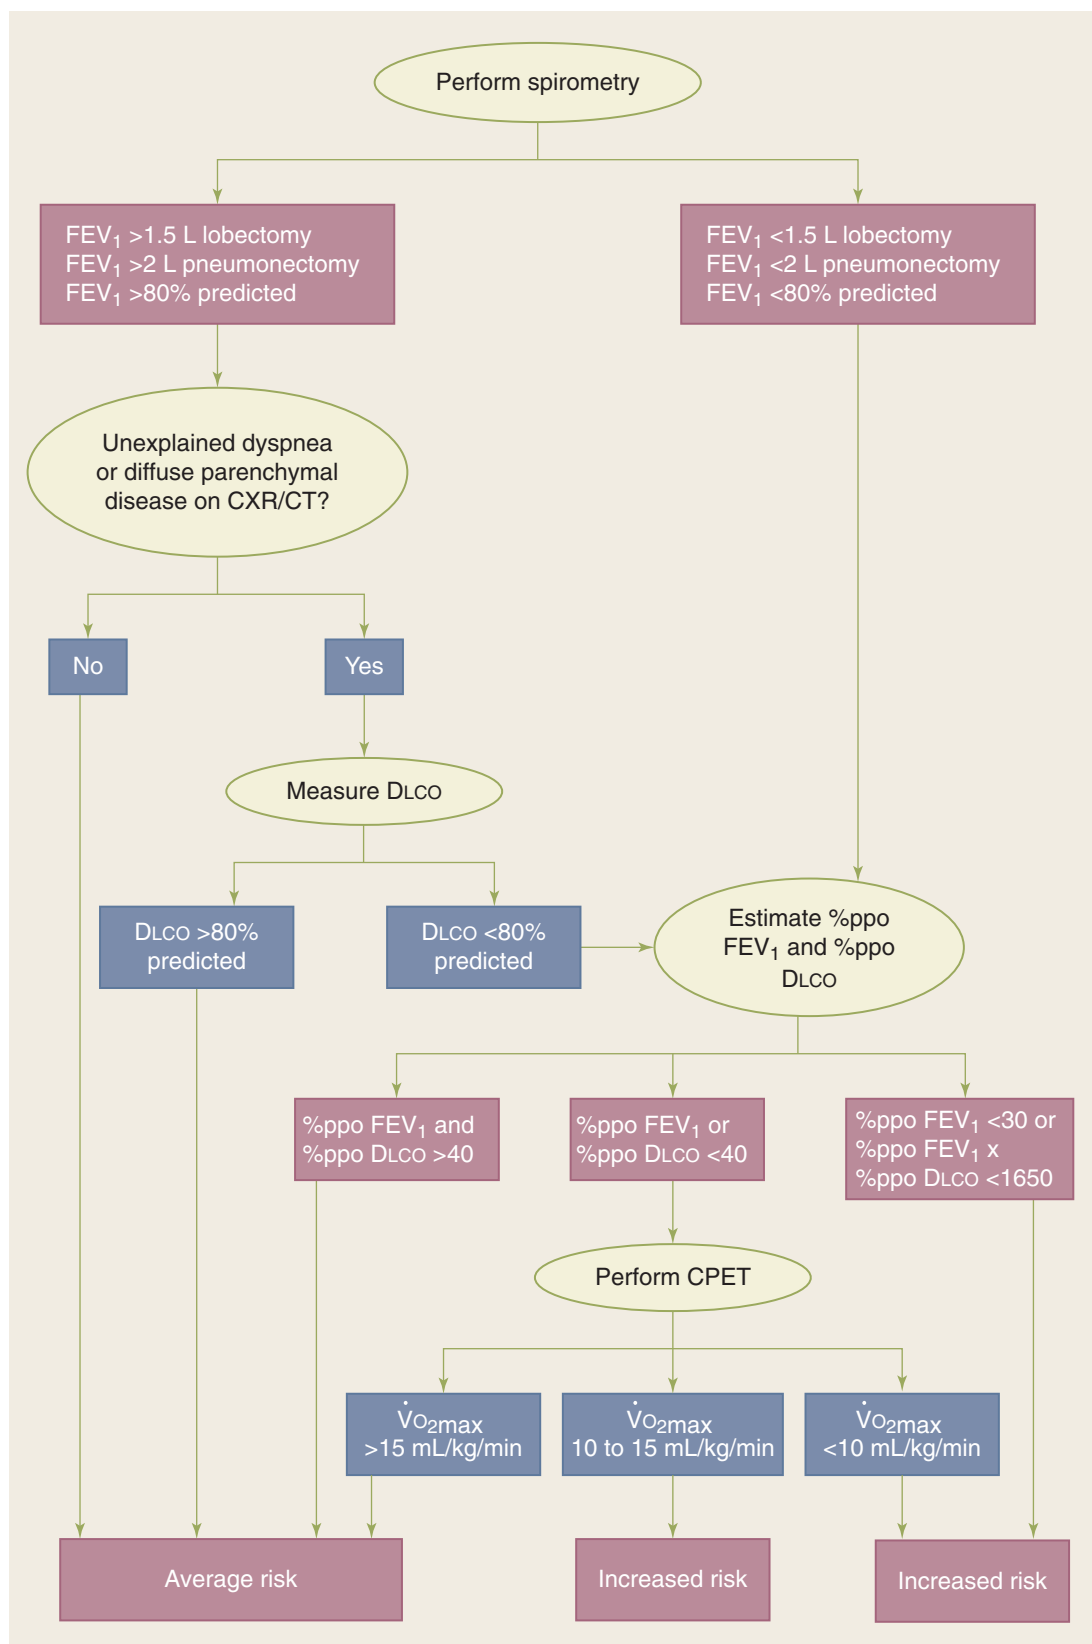 Perform spirometry
FEV₁ >1.5 L lobectomy
FEV₁ >2 L pneumonectomy
FEV₁ >80% predicted
FEV₁ <1.5 L lobectomy
FEV₁ <2 L pneumonectomy
FEV₁ <80% predicted
Unexplained dyspnea
or diffuse parenchymal
disease on CXR/CT?
No
Yes
Measure DLCO
DLCO >80%
predicted
DLCO <80%
predicted
Estimate %ppo
FEV₁ and %ppo
DLCO
%ppo FEV₁ and
%ppo DLCO >40
%ppo FEV₁ or
%ppo DLCO <40
%ppo FEV₁ <30 or
%ppo FEV₁ x
%ppo DLCO <1650
Perform CPET
V̇O₂max
>15 mL/kg/min
V̇O₂max
10 to 15 mL/kg/min
V̇O₂max
<10 mL/kg/min
Average risk
Increased risk
Increased risk